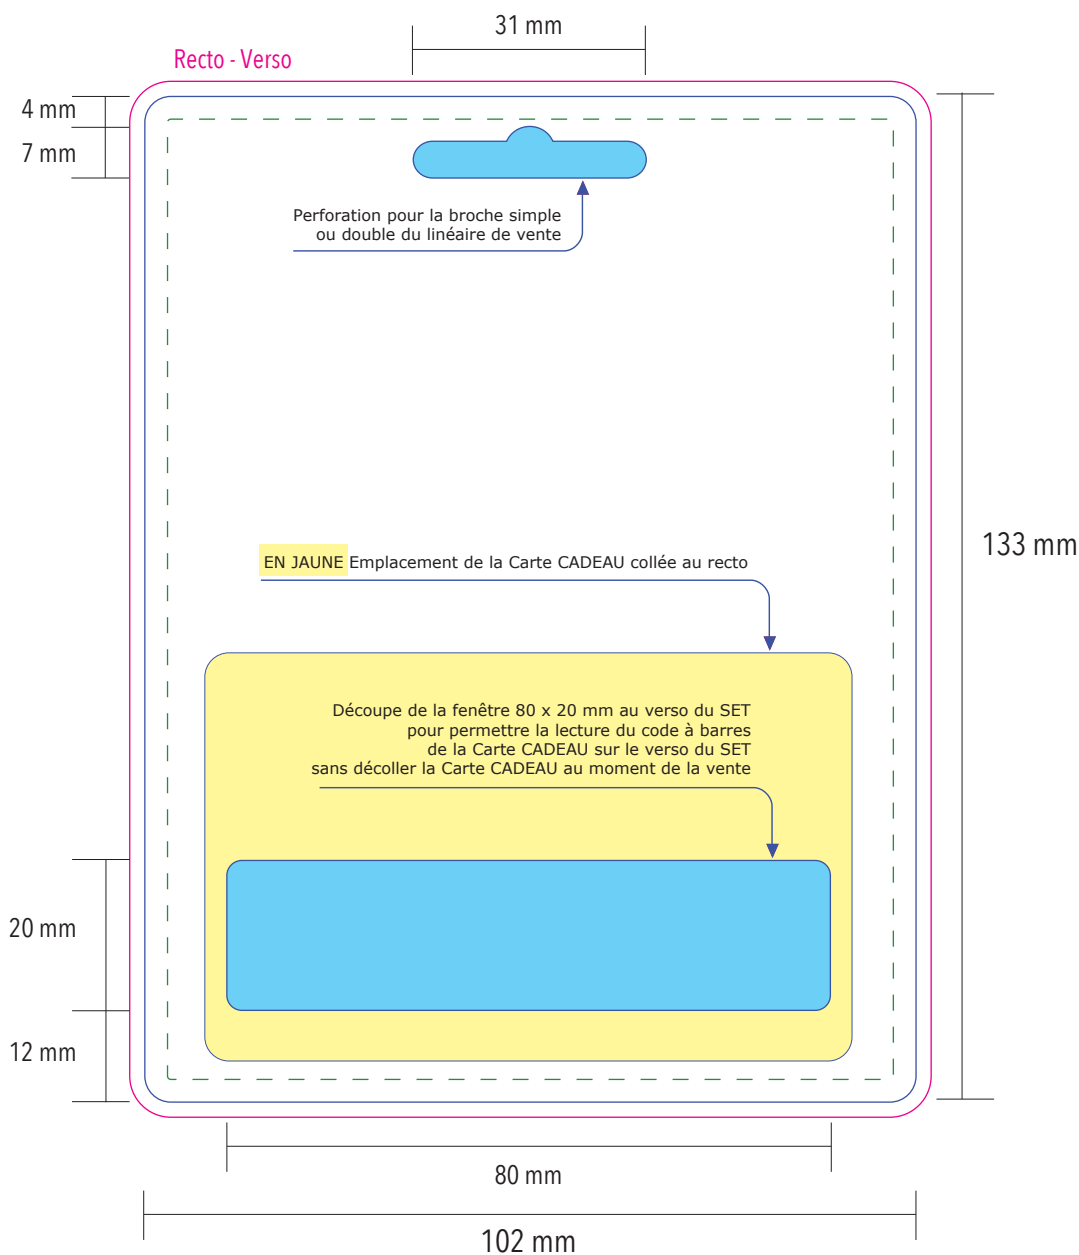 31 mm
Recto - Verso
4 mm
7 mm
Perforation pour la broche simple
ou double du linéaire de vente
133 mm
EN JAUNE Emplacement de la Carte CADEAU collée au recto
Découpe de la fenêtre 80 x 20 mm au verso du SET
pour permettre la lecture du code à barres
de la Carte CADEAU sur le verso du SET
sans décoller la Carte CADEAU au moment de la vente
20 mm
12 mm
80 mm
102 mm